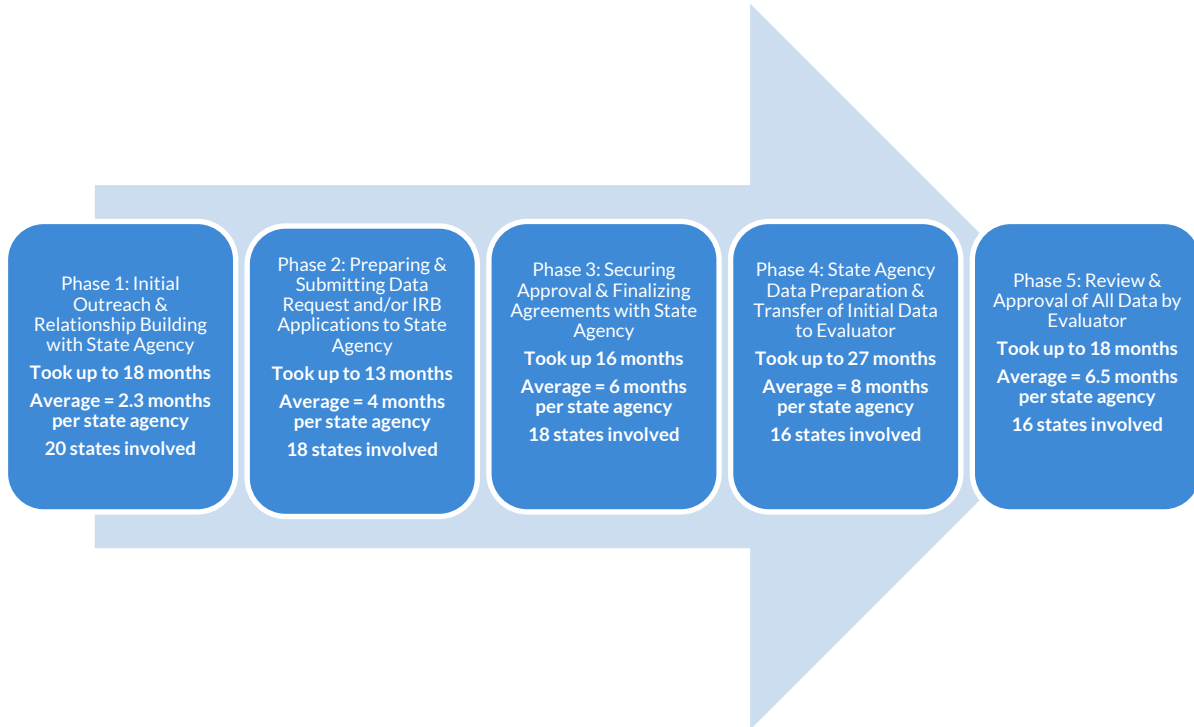 Phase 1: Initial
Outreach &
Relationship Building
with State Agency
Took up to 18 months
Average = 2.3 months
per state agency
20 states involved
Phase 2: Preparing &
Submitting Data
Request and/or IRB
Applications to State
Agency
Took up to 13 months
Average = 4 months
per state agency
18 states involved
Phase 3: Securing
Approval & Finalizing
Agreements with State
Agency
Took up 16 months
Average = 6 months
per state agency
18 states involved
Phase 4: State Agency
Data Preparation &
Transfer of Initial Data
to Evaluator
Took up to 27 months
Average = 8 months
per state agency
16 states involved
Phase 5: Review &
Approval of All Data by
Evaluator
Took up to 18 months
Average = 6.5 months
per state agency
16 states involved